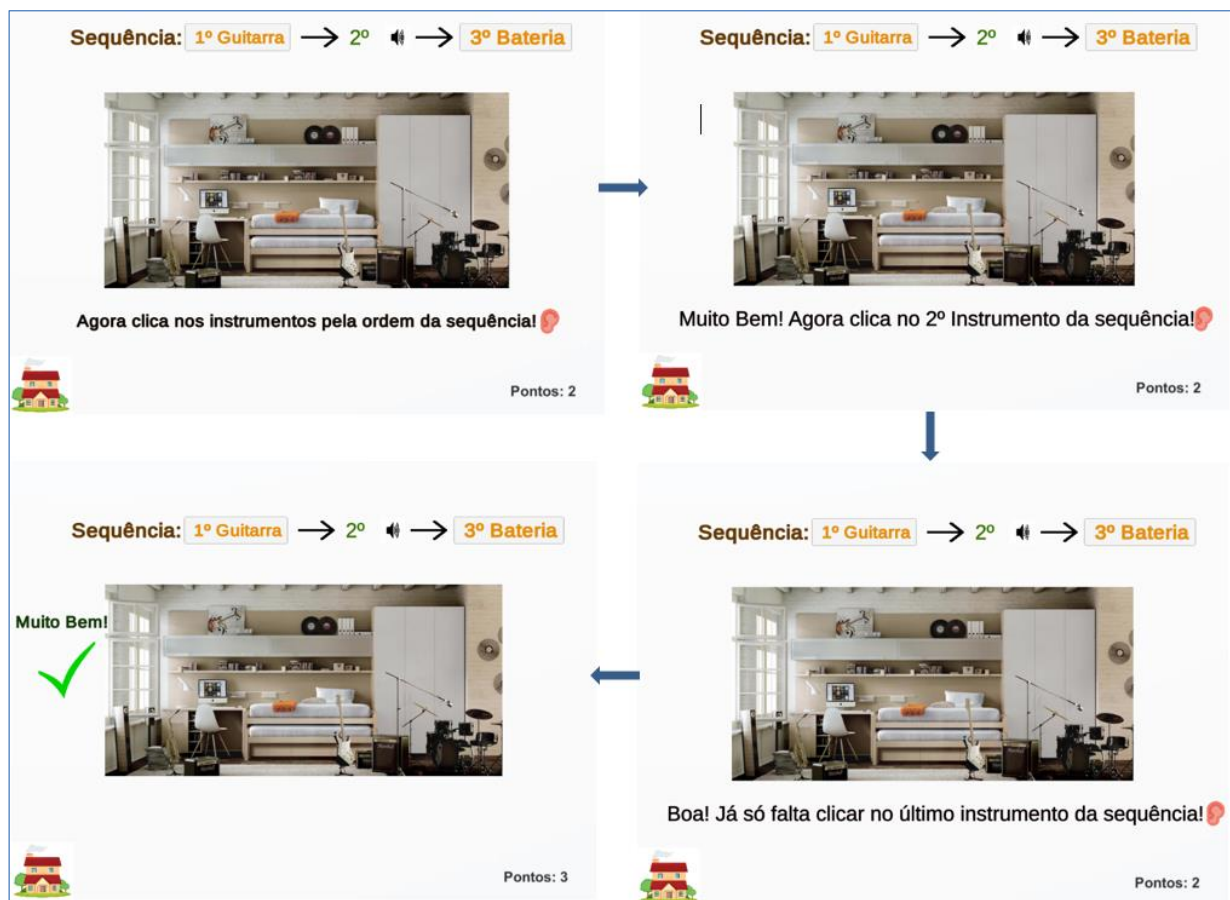 Sequência: 1º Guitarra → 2º → 3º Bateria
Agora clica nos instrumentos pela ordem da sequência!
Pontos: 2
Sequência: 1º Guitarra → 2º → 3º Bateria
Muito Bem! Agora clica no 2º Instrumento da sequência!
Pontos: 2
Sequência: 1º Guitarra → 2º → 3º Bateria
Boa! Já só falta clicar no último instrumento da sequência!
Pontos: 2
Sequência: 1º Guitarra → 2º → 3º Bateria
Muito Bem!
Pontos: 3